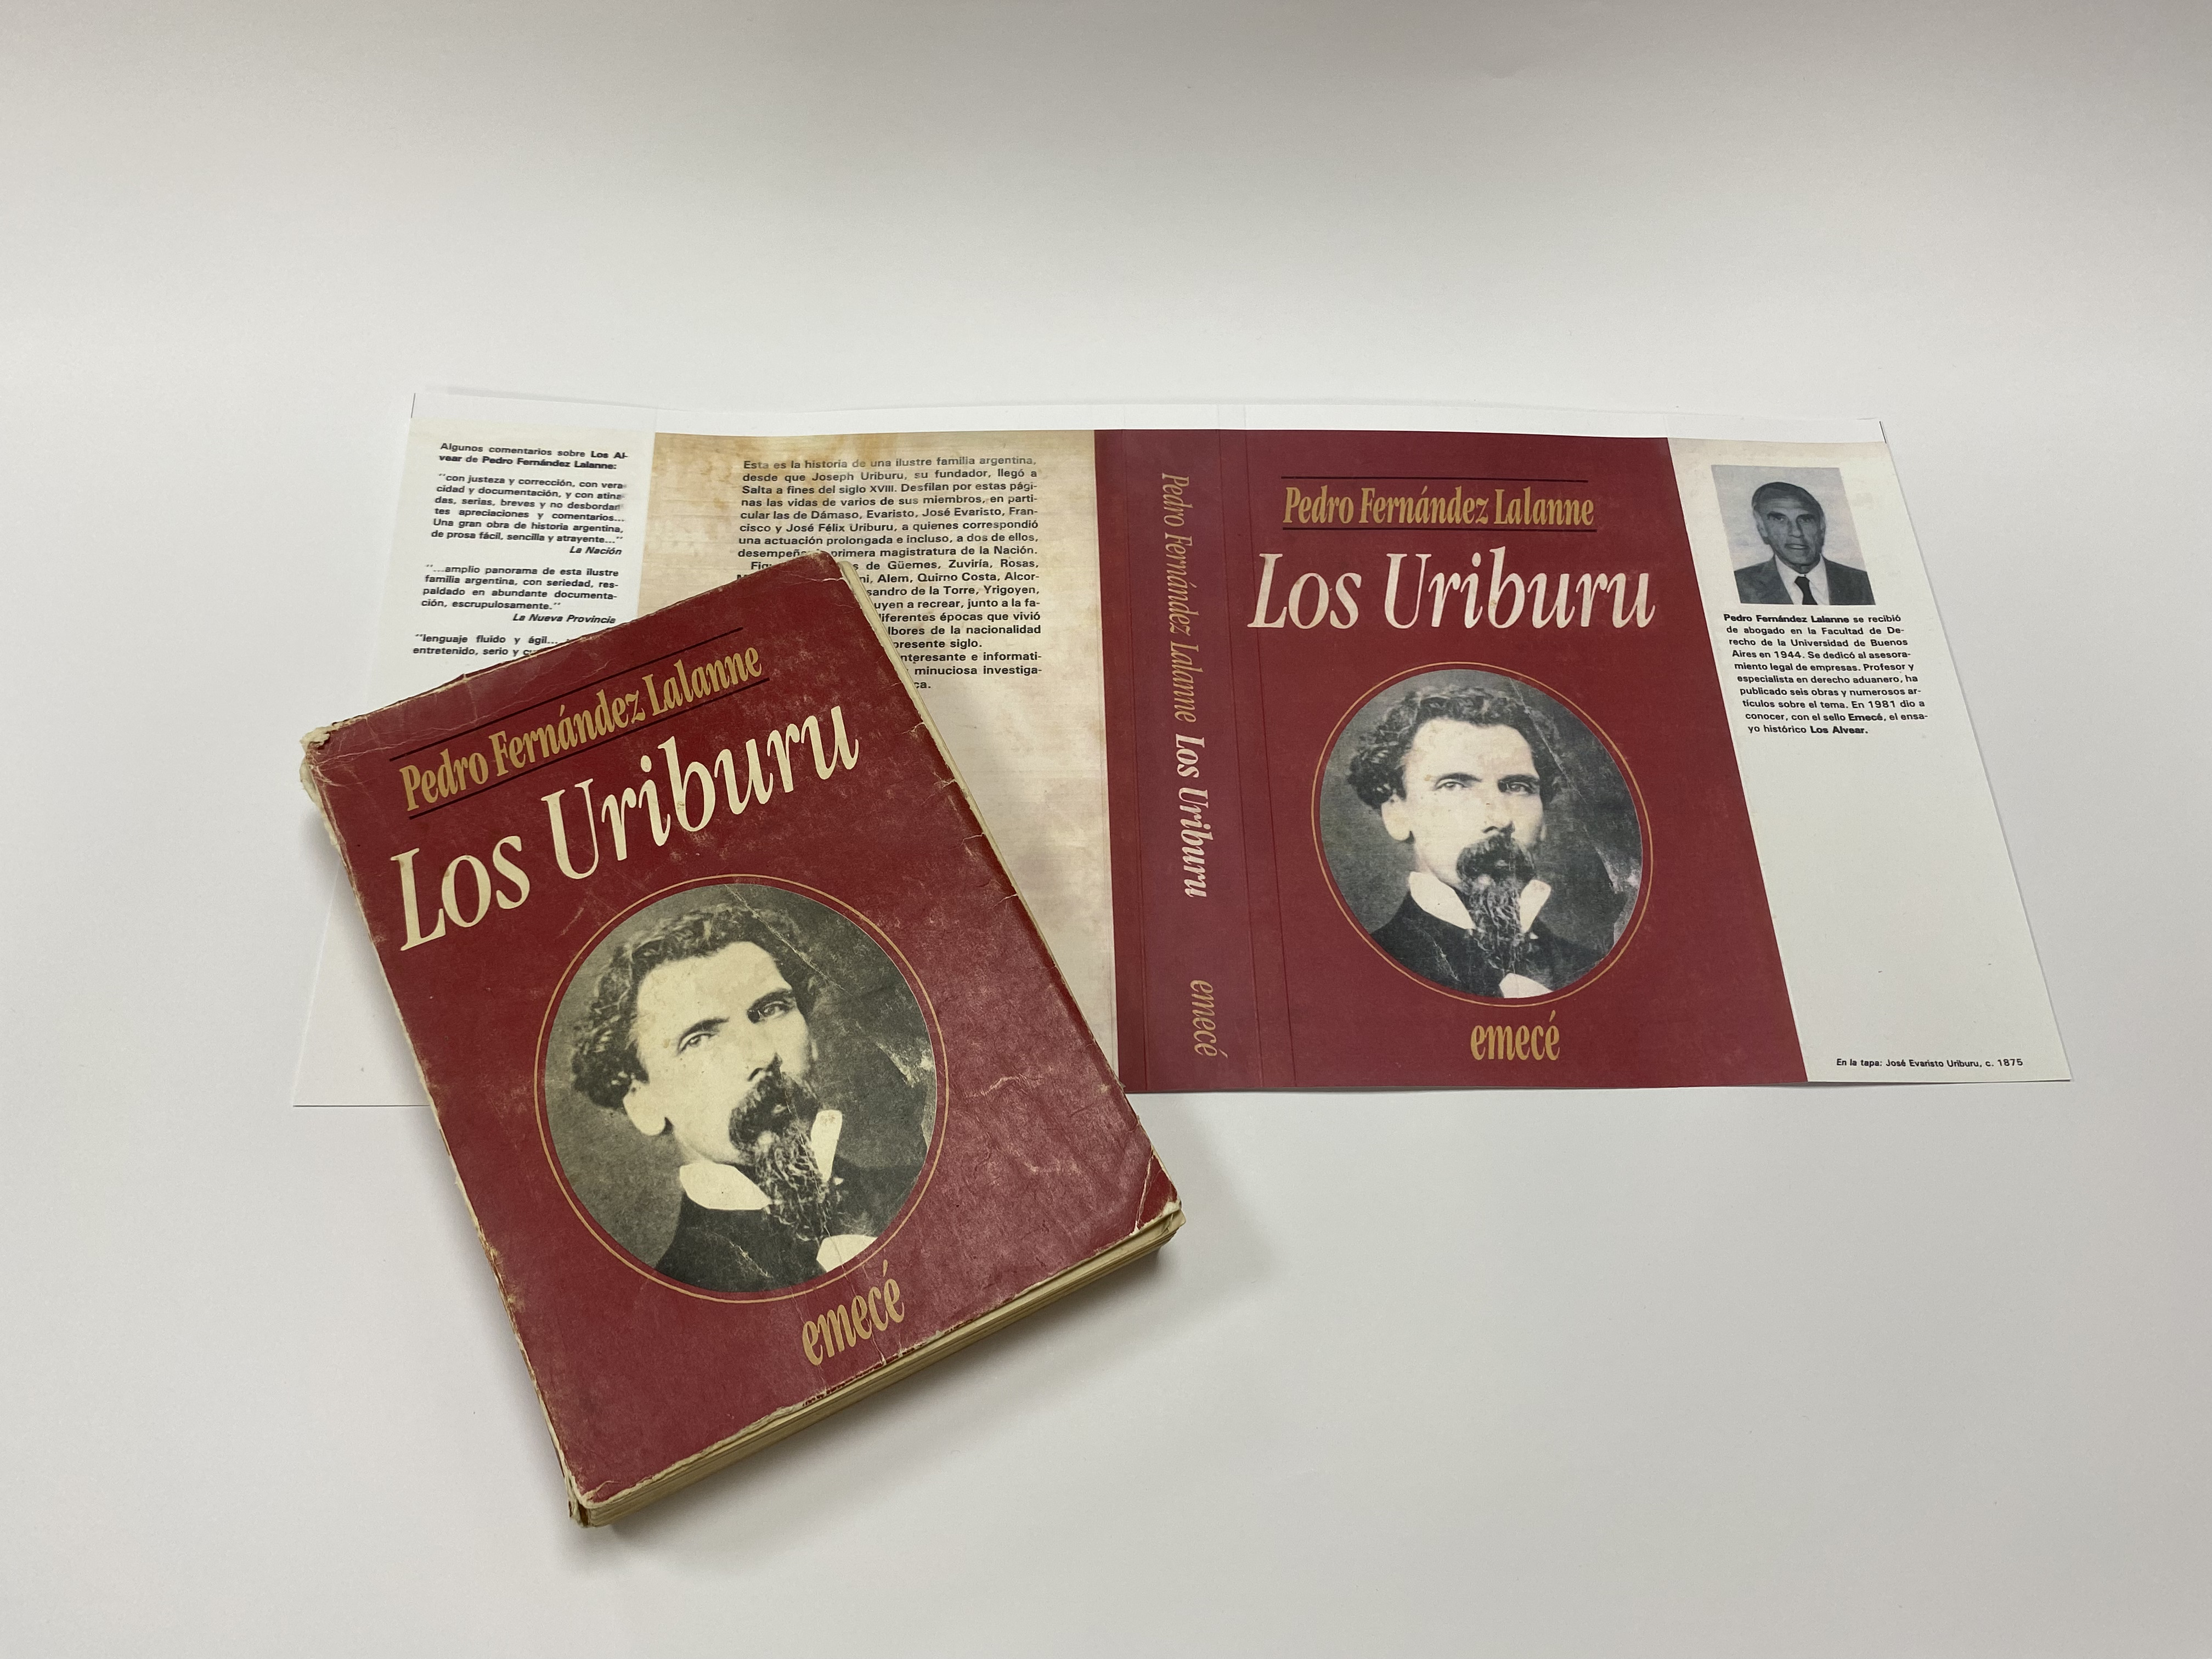 Algunos comentarios sobre Los Al-
vear de Pedro Fernández Lalanne:
"con justeza y corrección, con vera-
cidad y documentación, y con atina-
das, serias, breves y no desbordan
tes apreciaciones y comentarios...
Una gran obra de historia argentina,
de prosa fácil, sencilla y atrayente..."
La Nación
"...amplio panorama de esta ilustre
familia argentina, con seriedad, res-
paldado en abundante documenta-
ción, escrupulosamente."
La Nueva Provincia
"lenguaje fluido y ágil...
entretenido, serio y
Esta es la historia de una ilustre familia argentina,
desde que Joseph Uriburu, su fundador, llegó a
Salta a fines del siglo XVIII. Desfilan por estas pági-
nas las vidas de varios de sus miembros, en parti-
cular las de Dámaso, Evaristo, José Evaristo, Fran-
cisco y José Félix Uriburu, a quienes correspondió
una actuación prolongada e incluso, a dos de ellos,
primera magistratura de la Nación.
de Güemes, Zuviría, Rosas,
Alem, Quirno Costa, Alcor-
de la Torre, Yrigoyen,
a recrear, junto a la fa-
épocas que vivió
de la nacionalidad
presente siglo.
e informati-
minuciosa investiga-
Pedro Fernández Lalanne Los Uriburu emecé
Pedro Fernández Lalanne
Los Uriburu
emecé
Pedro Fernández Lalanne se recibió
de abogado en la Facultad de De-
recho de la Universidad de Buenos
Aires en 1944. Se dedicó al asesora-
miento legal de empresas. Profesor y
especialista en derecho aduanero, ha
publicado seis obras y numerosos ar-
tículos sobre el tema. En 1981 dio a
conocer, con el sello Emecé, el ensa-
yo histórico Los Alvear.
En la tapa: José Evaristo Uriburu, c. 1875
Pedro Fernández Lalanne
Los Uriburu
emecé